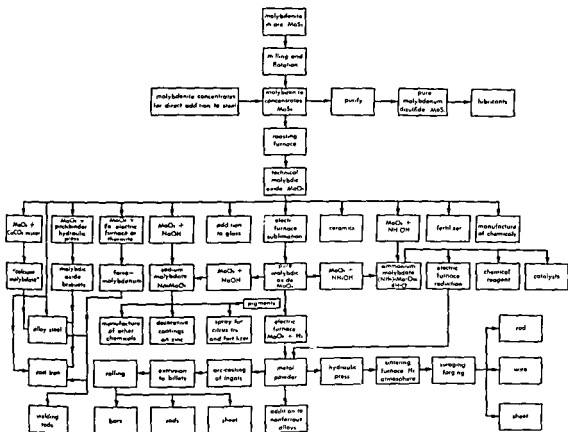 molybdenite
in ore MoS₂
milling and
flotation
molybdenite concentrates
for direct addition to steel
molybdenite
concentrates
MoS₂
purify
pure
molybdenum
disulfide MoS₂
lubricants
roasting
furnace
technical
molybdic
oxide MoO₃
MoO₃ +
CaCO₃ mixer
MoO₃ +
pitchbinder
hydraulic
press
MoO₃ +
Fe electric
furnace or
thermite
MoO₃ +
NaOH
addition
to glass
electric
furnace
sublimation
ceramics
MoO₃ +
NH₄OH
fertilizer
manufacture
of chemicals
"calcium
molybdate"
molybdic
oxide
briquets
ferro-
molybdenum
sodium
molybdate
Na₂MoO₄
MoO₃ +
NaOH
pure
molybdic
oxide
MoO₃
MoO₃ +
NH₄OH
ammonium
molybdate
electric
furnace
reduction
chemical
reagent
catalysts
pigments
alloy steel
manufacture
of other
chemicals
decorative
coatings
on zinc
spray for
citrus trees
and fertilizer
electric
furnace
MoO₃ + H₂
rod
cast iron
rolling
extrusion
to billets
arc-casting
of ingots
metal
powder
hydraulic
press
sintering
furnace H₂
atmosphere
swaging
forging
wire
welding
rods
bars
rods
sheet
addition to
nonferrous
alloys
sheet